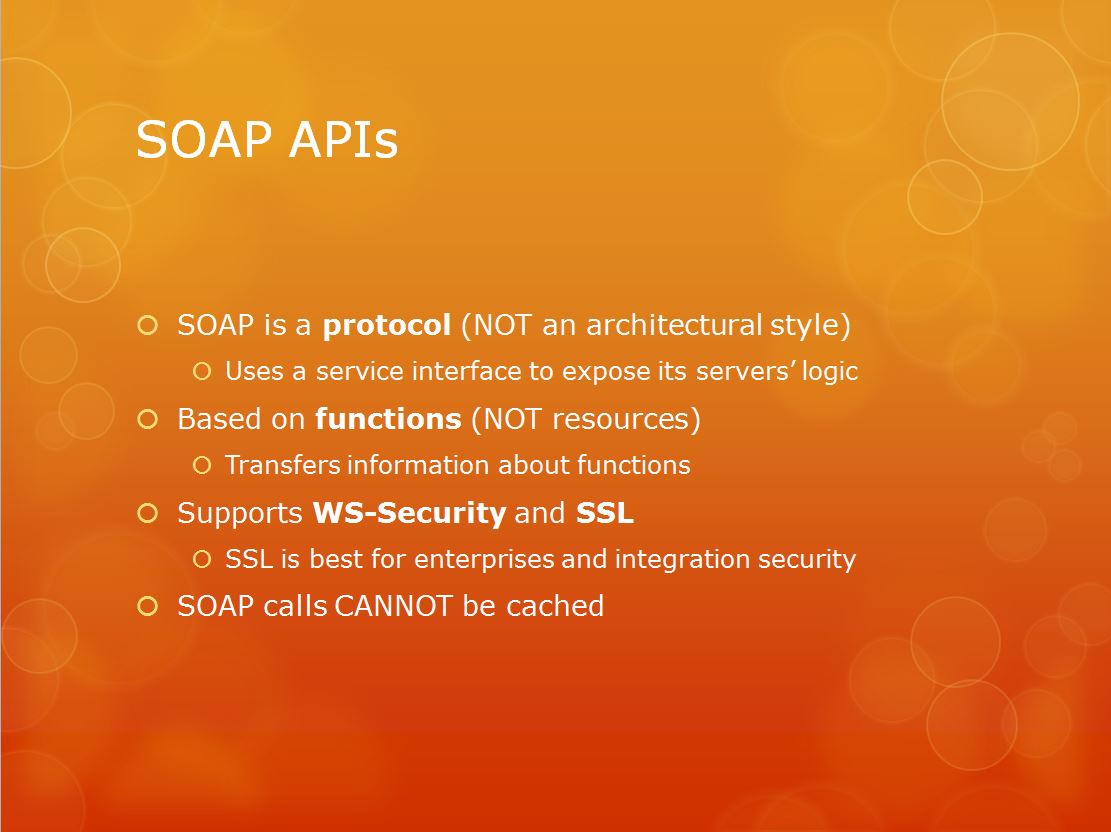 SOAP APIs
SOAP is a protocol (NOT an architectural style)
Uses a service interface to expose its servers’ logic
Based on functions (NOT resources)
Transfers information about functions
Supports WS-Security and SSL
SSL is best for enterprises and integration security
SOAP calls CANNOT be cached